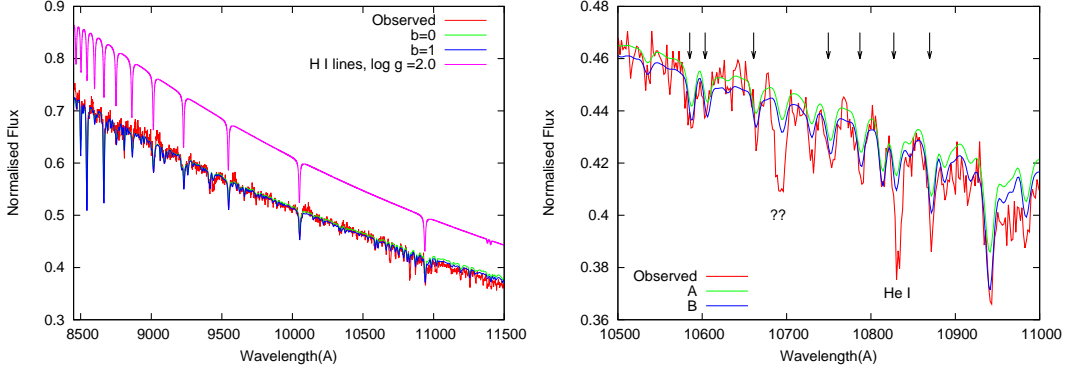 0.9
0.8
0.7
0.6
0.5
0.4
0.3
Normalised Flux
Observed
b=0
b=1
H I lines, log g =2.0
9000
9500
10000
10500
11000
11500
8500
Wavelength(A)
0.48
0.46
0.44
0.42
0.4
0.38
0.36
Normalised Flux
??
He I
Observed
A
B
10500
10600
10700
10800
10900
11000
Wavelength(A)